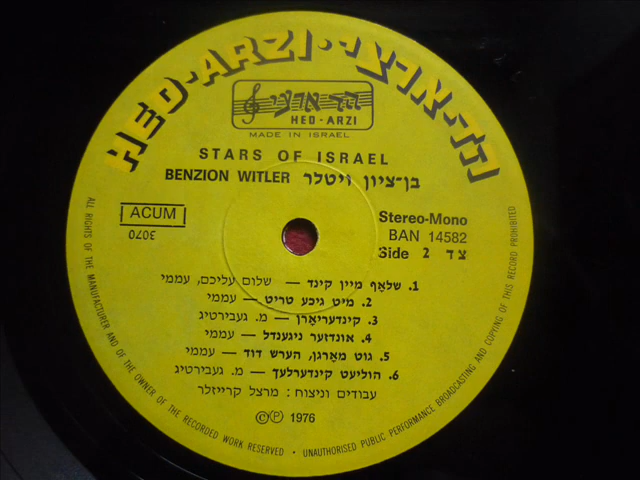 HED-ARZI · הד-ארצי
הד ארצי
HED-ARZI
MADE IN ISRAEL
STARS OF ISRAEL
BENZION WITLER בן-ציון ויטלר
ACUM
3070
Stereo-Mono
BAN 14582
Side 2 צד
1. שלאָף מיין קינד — שלום עליכם, עממי
2. מיט גיכע טריט — עממי
3. קינדעריאָרן — מ. געבירטיג
4. אונדזער ניגענדל — עממי
5. גוט מאָרגן, הערש דוד — עממי
6. הוליעט קינדערלעך — מ. געבירטיג
עבודים וניצוח : מרצל קרייזלר
©Ⓟ 1976
ALL RIGHTS OF THE MANUFACTURER AND OF THE OWNER OF THE RECORDED WORK RESERVED • UNAUTHORISED PUBLIC PERFORMANCE BROADCASTING AND COPYING OF THIS RECORD PROHIBITED